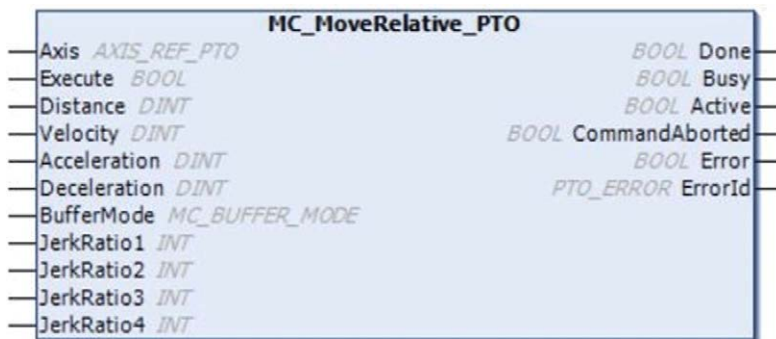 MC_MoveRelative_PTO
Axis AXIS_REF_PTO BOOL Done
Execute BOOL BOOL Busy
Distance DINT BOOL Active
Velocity DINT BOOL CommandAborted
Acceleration DINT BOOL Error
Deceleration DINT PTO_ERROR ErrorId
BufferMode MC_BUFFER_MODE
JerkRatio1 INT
JerkRatio2 INT
JerkRatio3 INT
JerkRatio4 INT